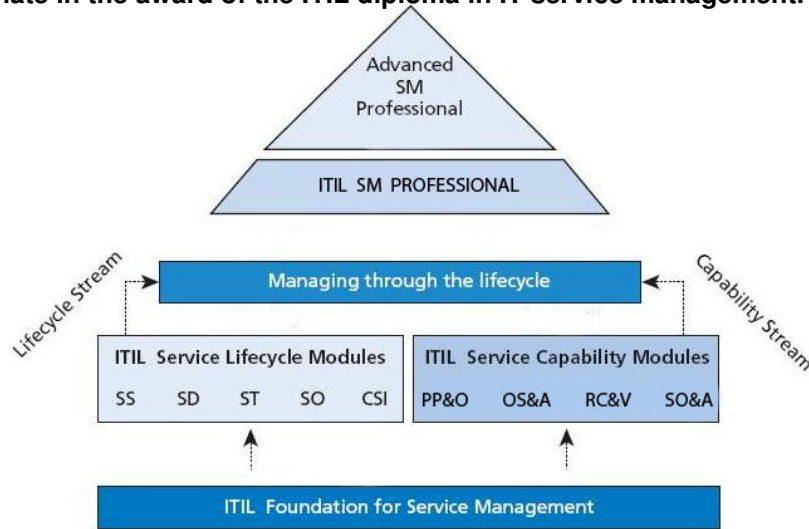 in the award of the ITIL diploma in IT service management.
Advanced
SM
Professional
ITIL SM PROFESSIONAL
Lifecycle Stream
Managing through the lifecycle
Capability Stream
ITIL Service Lifecycle Modules
SS SD ST SO CSI
ITIL Service Capability Modules
PP&O OS&A RC&V SO&A
ITIL Foundation for Service Management